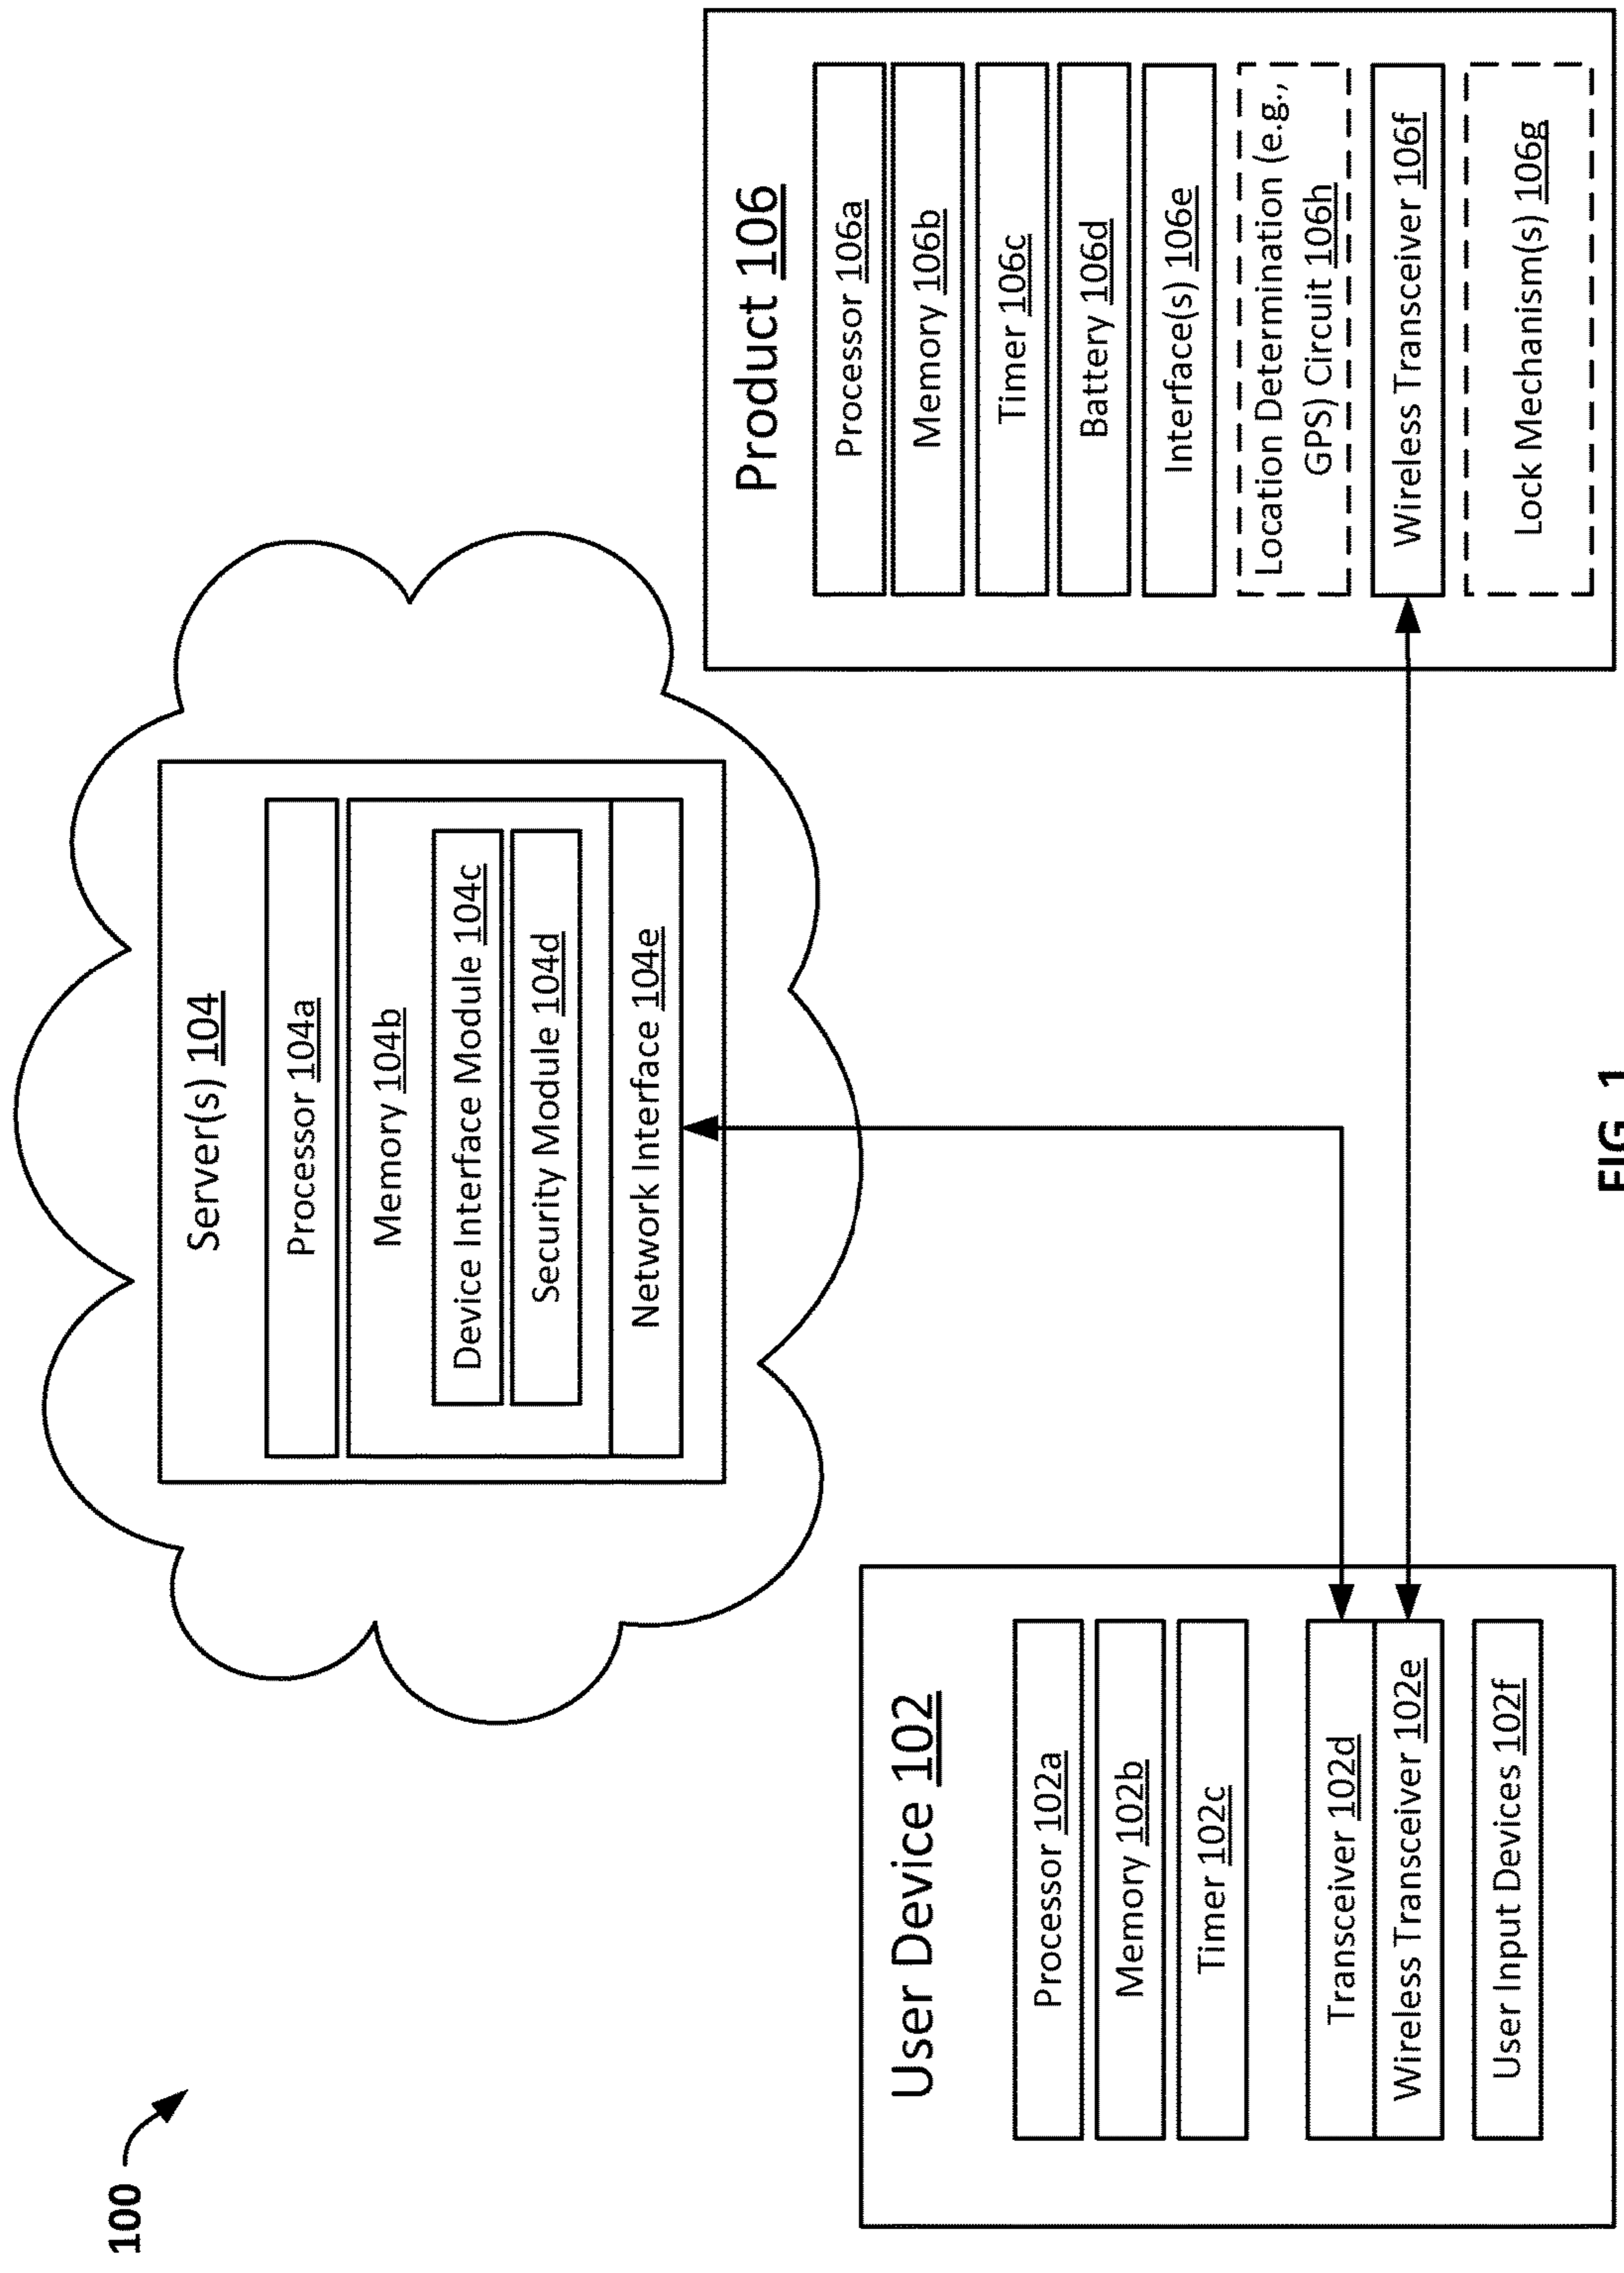 100
Server(s) 104
Processor 104a
Memory 104b
Device Interface Module 104c
Security Module 104d
Network Interface 104e
User Device 102
Processor 102a
Memory 102b
Timer 102c
Transceiver 102d
Wireless Transceiver 102e
User Input Devices 102f
Product 106
Processor 106a
Memory 106b
Timer 106c
Battery 106d
Interface(s) 106e
Location Determination (e.g.,
GPS) Circuit 106h
Wireless Transceiver 106f
Lock Mechanism(s) 106g
FIG. 1